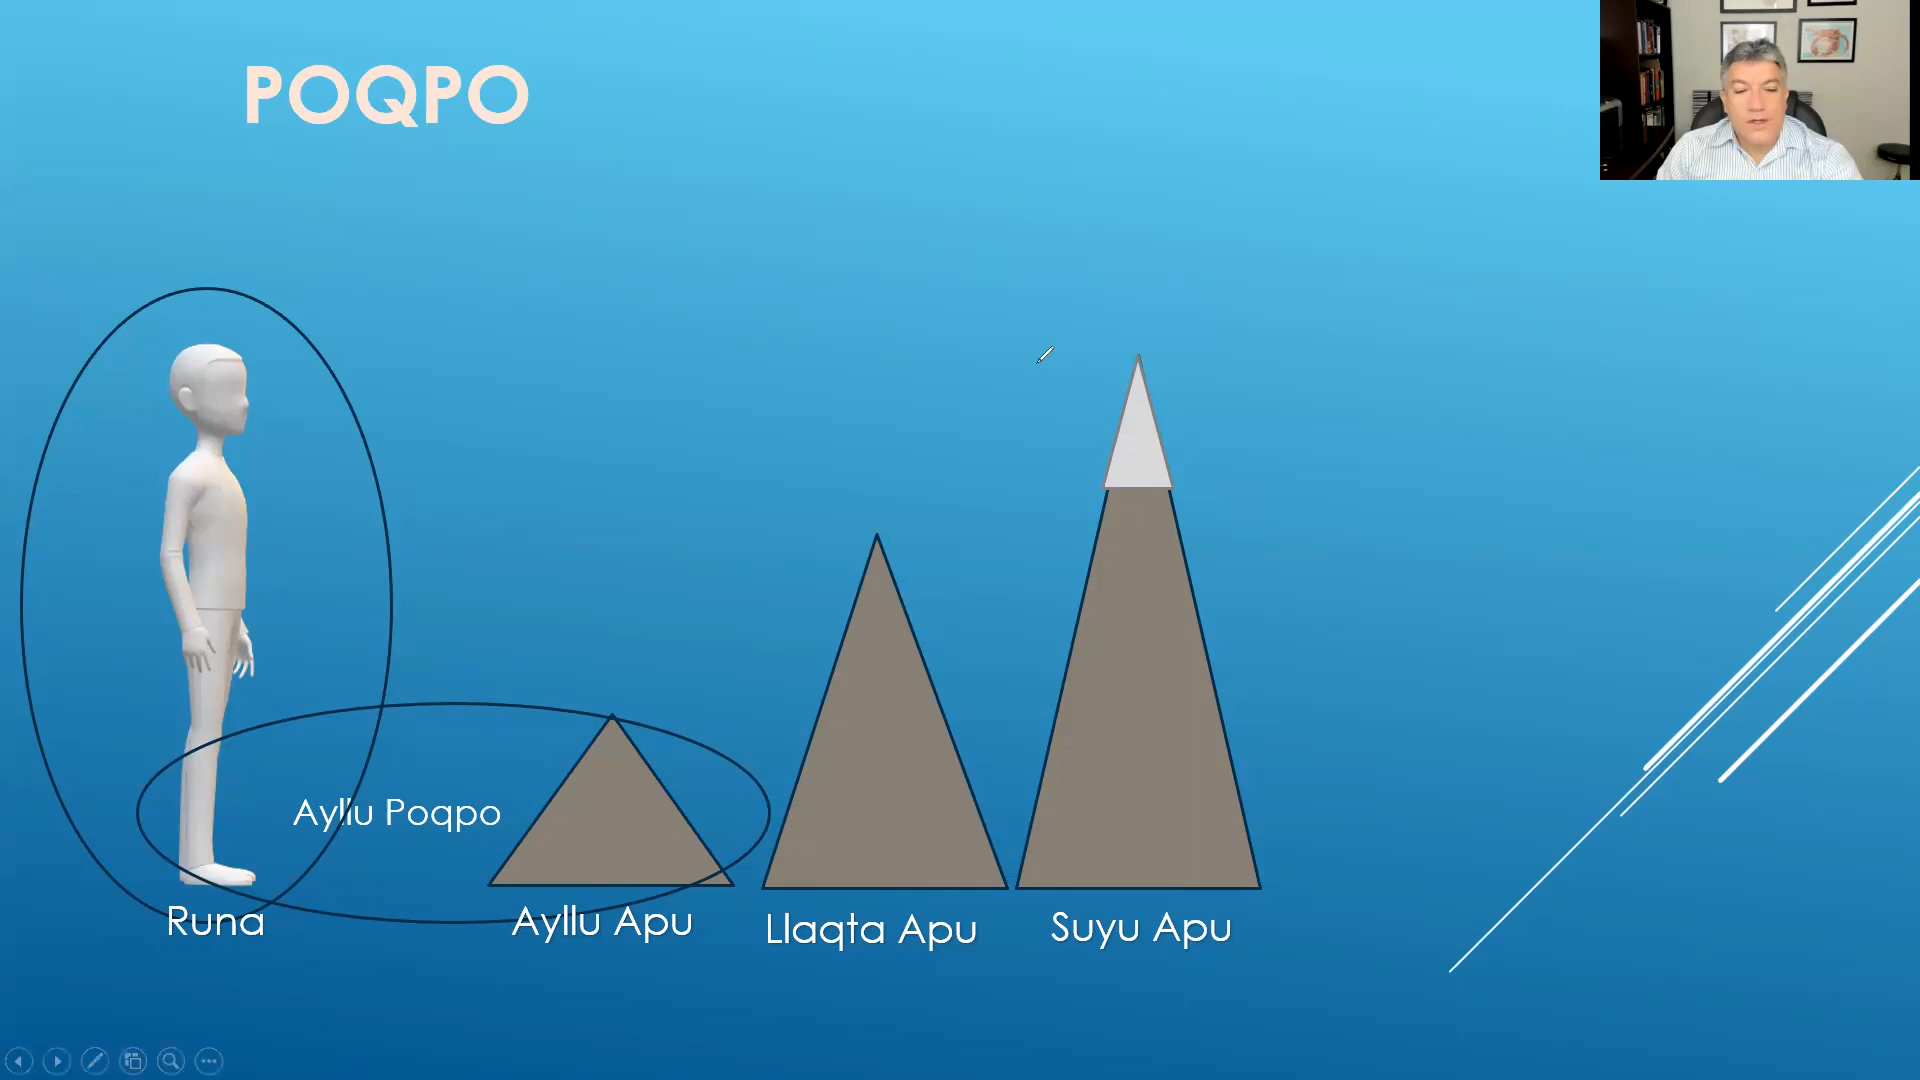 POQPO
Ayllu Poqpo
Runa
Ayllu Apu
Llaqta Apu
Suyu Apu